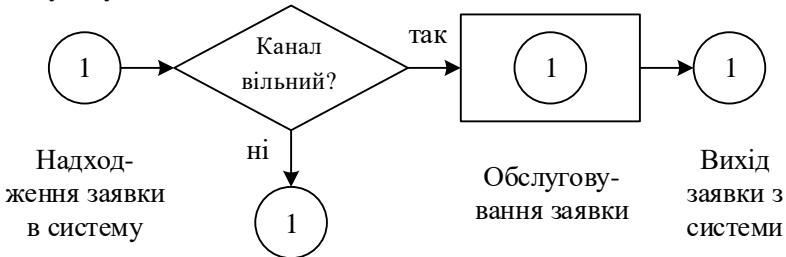 1
Канал
вільний?
так
1
1
ні
1
Надход-
ження заявки
в систему
Обслугову-
вання заявки
Вихід
заявки з
системи